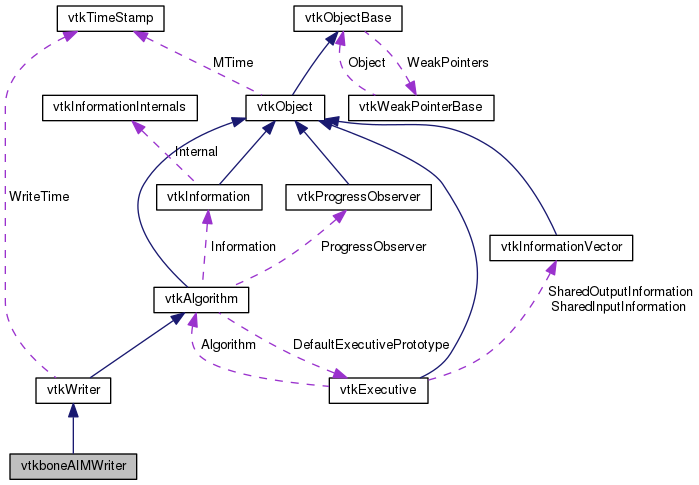 vtkTimeStamp
vtkObjectBase
MTime
Object
WeakPointers
vtkInformationInternals
vtkObject
vtkWeakPointerBase
Internal
WriteTime
vtkInformation
vtkProgressObserver
Information
ProgressObserver
vtkInformationVector
vtkAlgorithm
SharedOutputInformation
SharedInputInformation
Algorithm
DefaultExecutivePrototype
vtkWriter
vtkExecutive
vtkboneAIMWriter